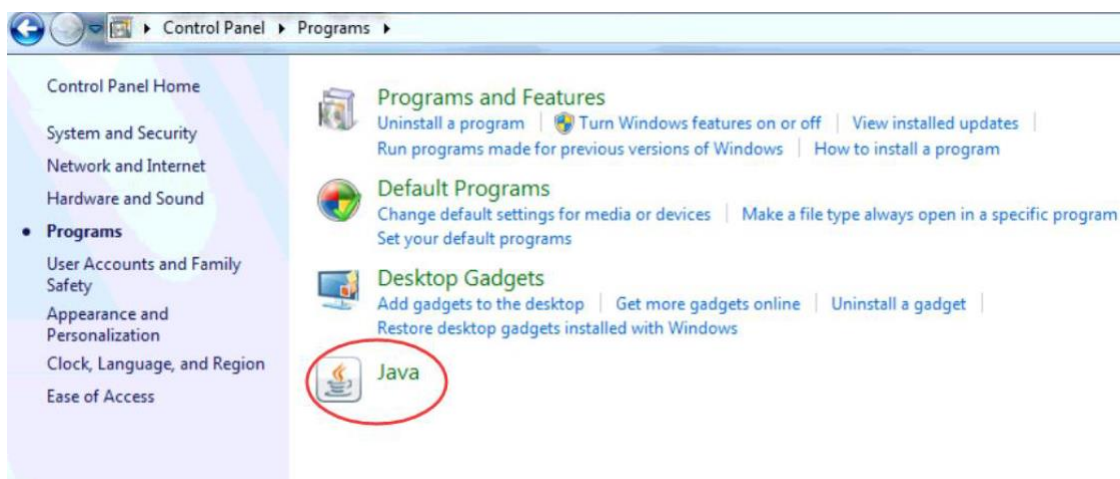 Control Panel Programs
Control Panel Home
System and Security
Network and Internet
Hardware and Sound
Programs
User Accounts and Family
Safety
Appearance and
Personalization
Clock, Language, and Region
Ease of Access
Programs and Features
Uninstall a program Turn Windows features on or off View installed updates
Run programs made for previous versions of Windows How to install a program
Default Programs
Change default settings for media or devices Make a file type always open in a specific program
Set your default programs
Desktop Gadgets
Add gadgets to the desktop Get more gadgets online Uninstall a gadget
Restore desktop gadgets installed with Windows
Java